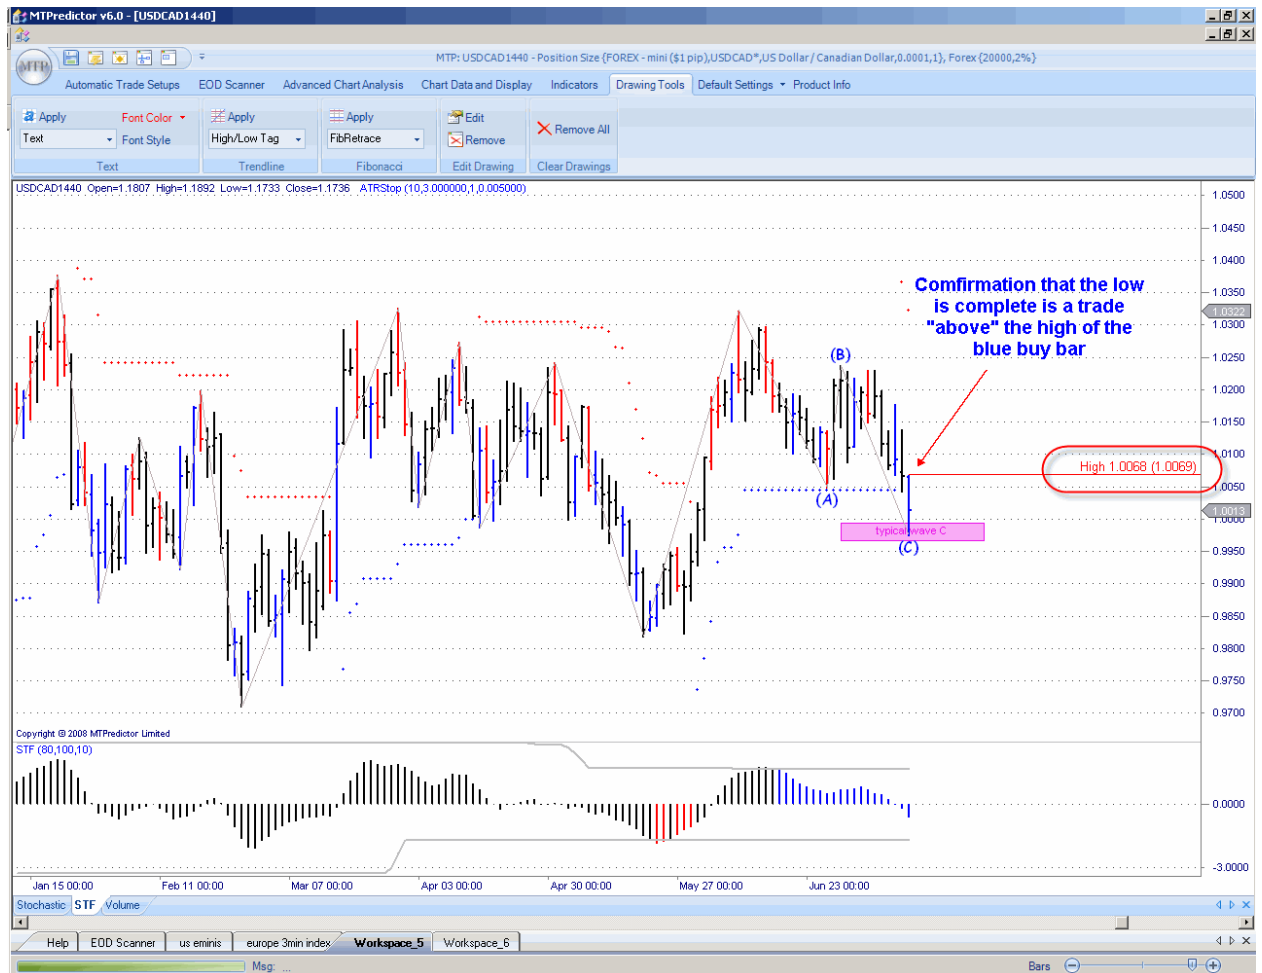 MTPredictor v6.0 - [USDCAD1440]
MTP
MTP: USDCAD1440 - Position Size {FOREX - mini ($1 pip),USDCAD*,US Dollar / Canadian Dollar,0.0001,1}, Forex {20000,2%}
Automatic Trade Setups EOD Scanner Advanced Chart Analysis Chart Data and Display Indicators Drawing Tools Default Settings Product Info
Apply Font Color Apply Apply Edit
Remove All
Text Font Style High/Low Tag FibRetrace Remove
Text Trendline Fibonacci Edit Drawing Clear Drawings
USDCAD1440 Open=1.1807 High=1.1892 Low=1.1733 Close=1.1736 ATRStop (10,3.000000,1,0.005000)
1.0500
1.0450
1.0400
1.0350
1.0322
1.0300
1.0250
1.0200
1.0150
1.0100
1.0050
1.0013
1.0000
0.9950
0.9900
0.9850
0.9800
0.9750
0.9700
Comfirmation that the low
is complete is a trade
"above" the high of the
blue buy bar
(B)
High 1.0068 (1.0069)
(A)
typical wave C
(C)
Copyright © 2008 MTPredictor Limited
STF (80,100,10)
0.0000
-3.0000
Jan 15 00:00 Feb 11 00:00 Mar 07 00:00 Apr 03 00:00 Apr 30 00:00 May 27 00:00 Jun 23 00:00
Stochastic STF Volume
Help EOD Scanner us eminis europe 3min index Workspace_5 Workspace_6
Msg: ... Bars